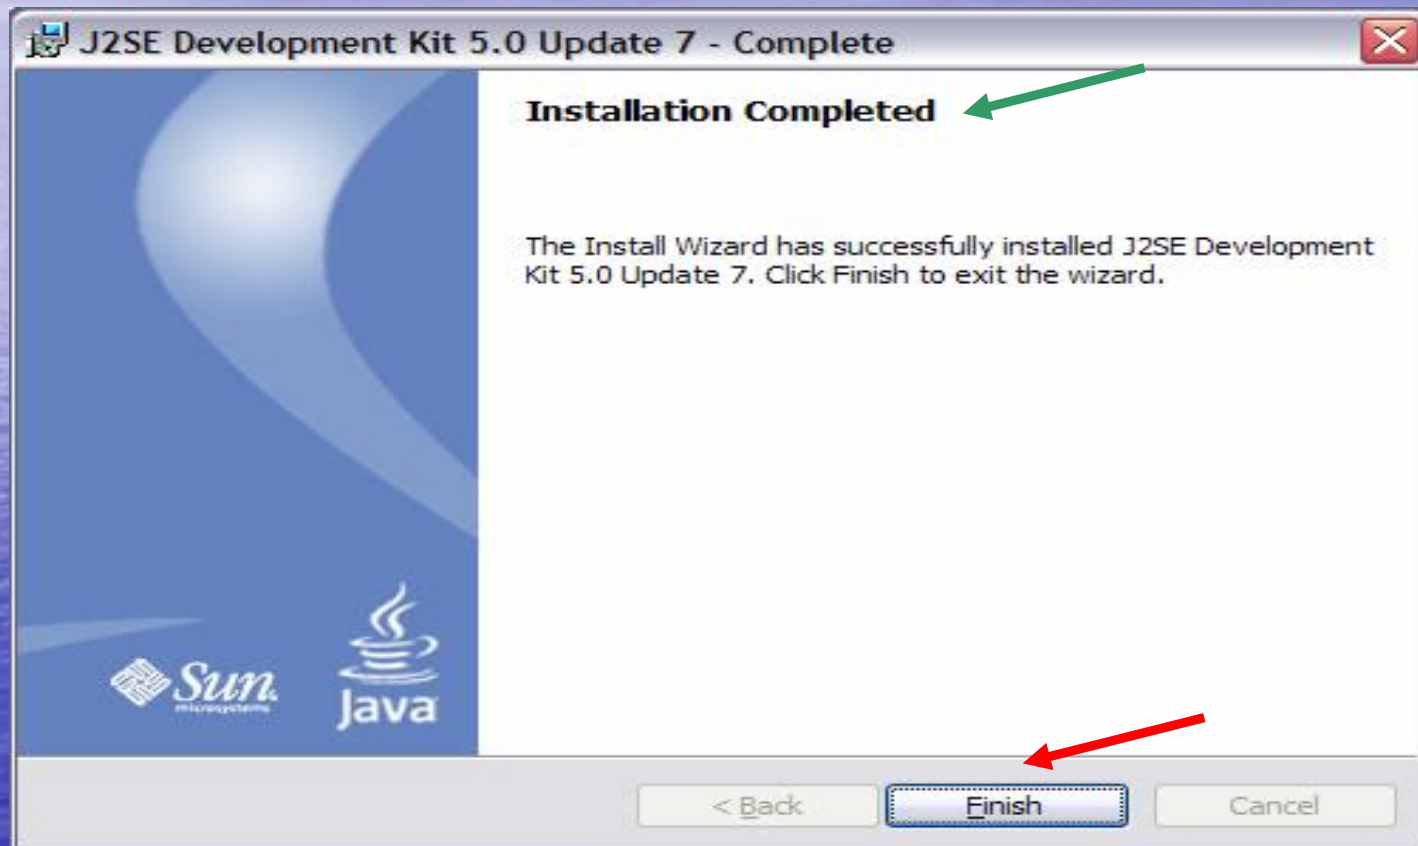 J2SE Development Kit 5.0 Update 7 - Complete
Installation Completed
The Install Wizard has successfully installed J2SE Development
Kit 5.0 Update 7. Click Finish to exit the wizard.
Sun
microsystems
Java
< Back
Finish
Cancel